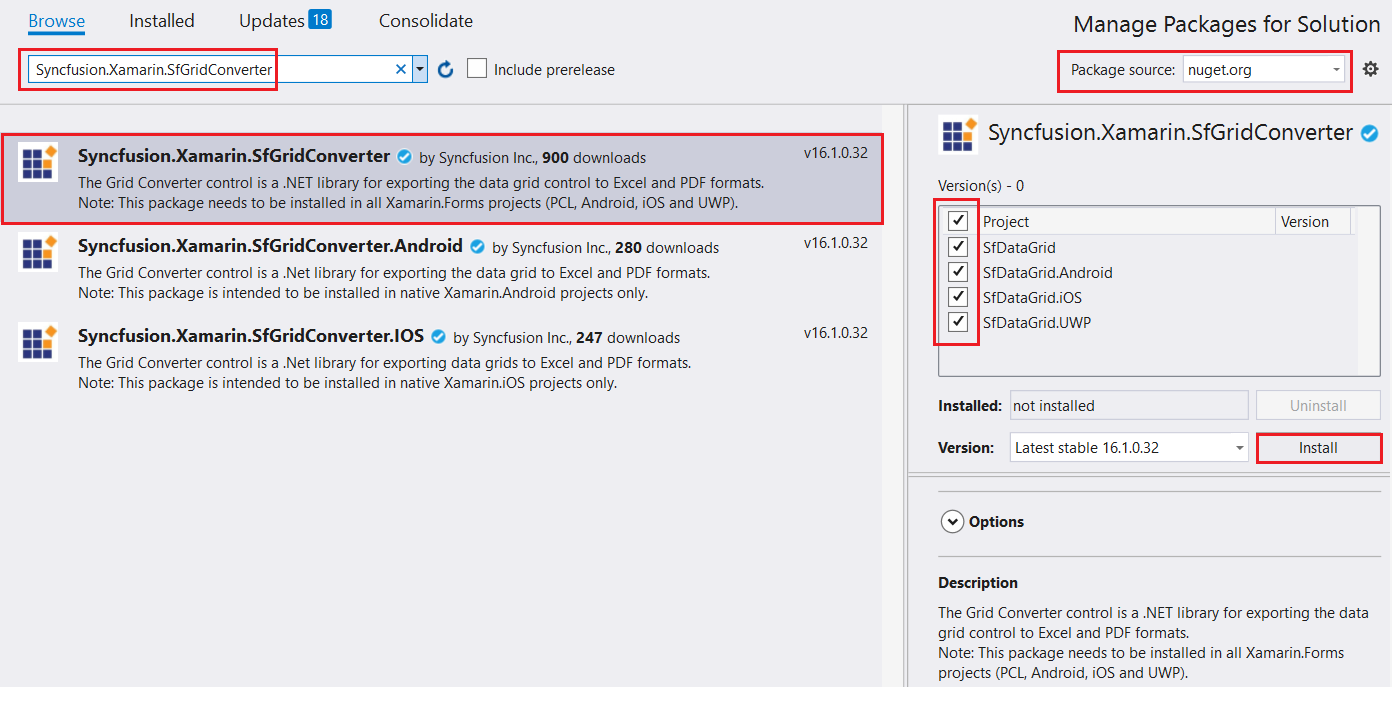 Browse Installed Updates 18 Consolidate
Manage Packages for Solution
Syncfusion.Xamarin.SfGridConverter
Include prerelease
Package source: nuget.org
Syncfusion.Xamarin.SfGridConverter by Syncfusion Inc., 900 downloads v16.1.0.32
The Grid Converter control is a .NET library for exporting the data grid control to Excel and PDF formats.
Note: This package needs to be installed in all Xamarin.Forms projects (PCL, Android, iOS and UWP).
Syncfusion.Xamarin.SfGridConverter.Android by Syncfusion Inc., 280 downloads v16.1.0.32
The Grid Converter control is a .Net library for exporting the data grid to Excel and PDF formats.
Note: This package is intended to be installed in native Xamarin.Android projects only.
Syncfusion.Xamarin.SfGridConverter.IOS by Syncfusion Inc., 247 downloads v16.1.0.32
The Grid Converter control is a .Net library for exporting data grids to Excel and PDF formats.
Note: This package is intended to be installed in native Xamarin.iOS projects only.
Syncfusion.Xamarin.SfGridConverter
Version(s) - 0
Project Version
SfDataGrid
SfDataGrid.Android
SfDataGrid.iOS
SfDataGrid.UWP
Installed: not installed Uninstall
Version: Latest stable 16.1.0.32 Install
Options
Description
The Grid Converter control is a .NET library for exporting the data
grid control to Excel and PDF formats.
Note: This package needs to be installed in all Xamarin.Forms
projects (PCL, Android, iOS and UWP).